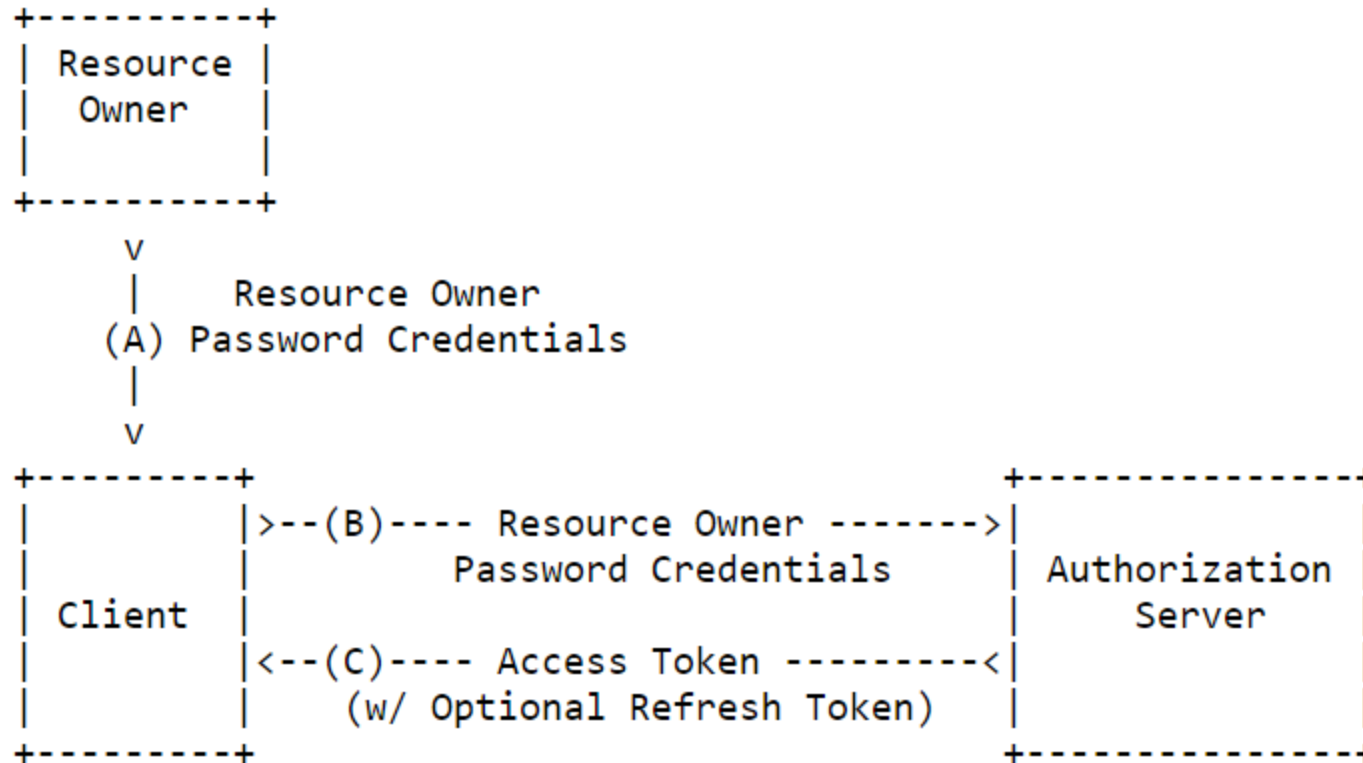 +----------+
| Resource |
|  Owner   |
|          |
+----------+
     v
     |    Resource Owner
    (A) Password Credentials
     |
     v
+---------+                                  +----------------
|         |>--(B)---- Resource Owner ------->|
|         |         Password Credentials     | Authorization
| Client  |                                  |     Server
|         |<--(C)---- Access Token ---------<|
|         |    (w/ Optional Refresh Token)   |
+---------+                                  +----------------